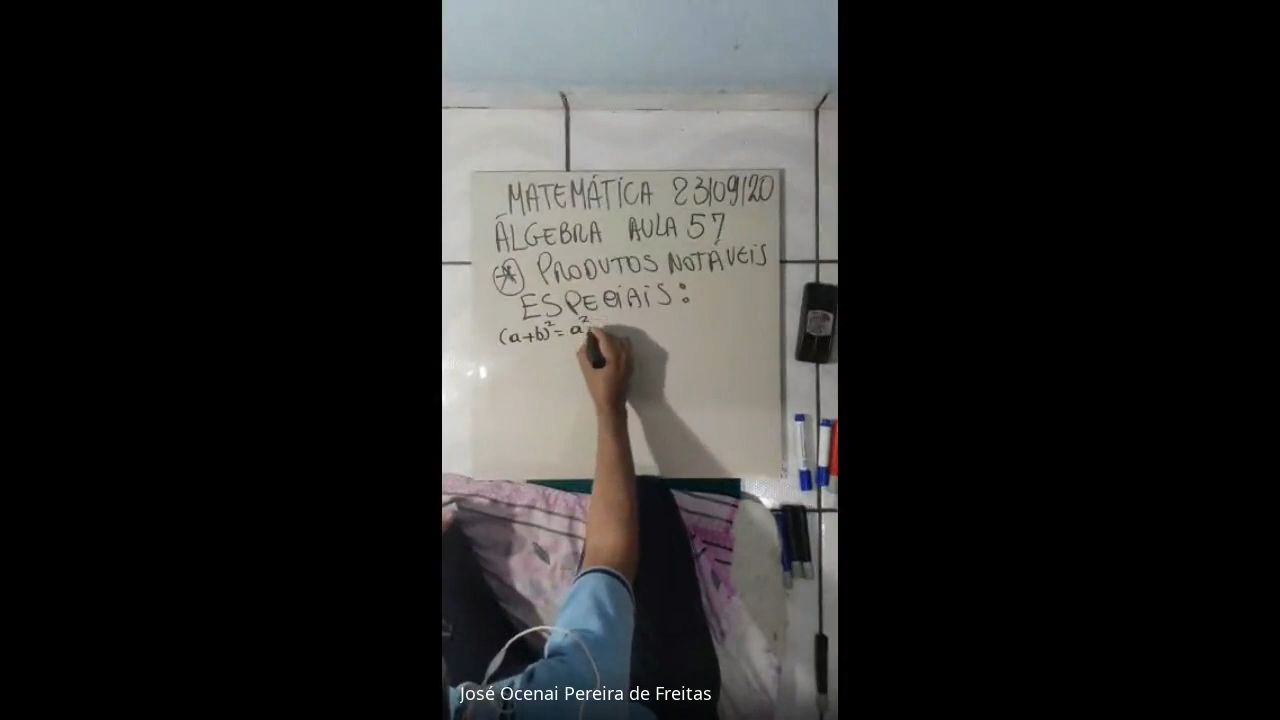 MATEMÁTICA 23/09/20
ÁLGEBRA AULA 57
* PRODUTOS NOTÁVEIS
ESPECIAIS:
(a+b)² = a²
José Ocenai Pereira de Freitas